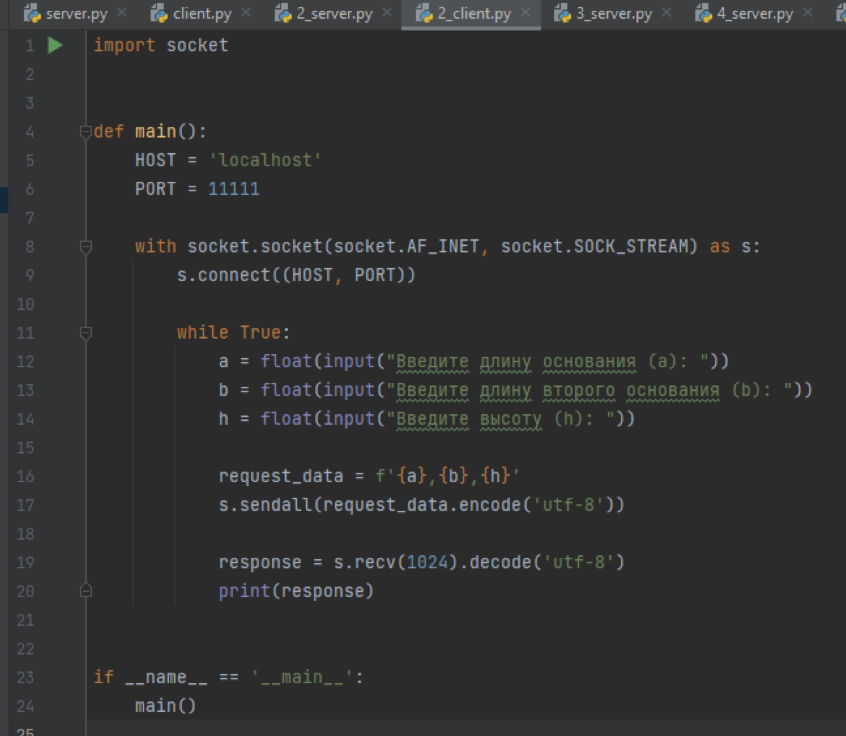 server.py client.py 2_server.py 2_client.py 3_server.py 4_server.py
1 import socket
2
3
4 def main():
5 HOST = 'localhost'
6 PORT = 11111
7
8 with socket.socket(socket.AF_INET, socket.SOCK_STREAM) as s:
9 s.connect((HOST, PORT))
10
11 while True:
12 a = float(input("Введите длину основания (a): "))
13 b = float(input("Введите длину второго основания (b): "))
14 h = float(input("Введите высоту (h): "))
15
16 request_data = f'{a},{b},{h}'
17 s.sendall(request_data.encode('utf-8'))
18
19 response = s.recv(1024).decode('utf-8')
20 print(response)
21
22
23 if __name__ == '__main__':
24 main()
25